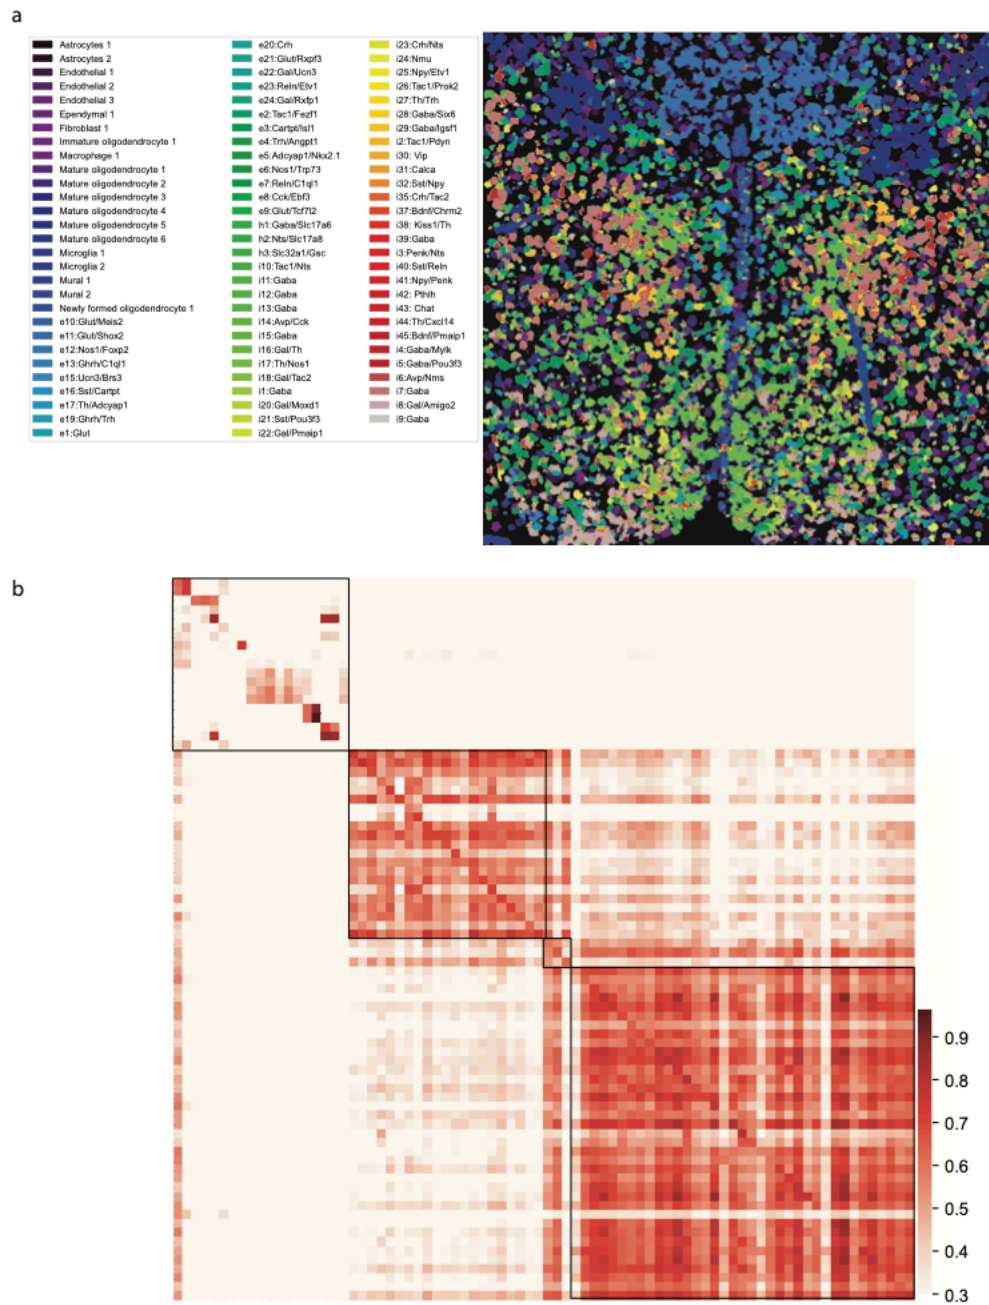 a
Astrocytes 1
Astrocytes 2
Endothelial 1
Endothelial 2
Endothelial 3
Ependymal 1
Fibroblast 1
Immature oligodendrocyte 1
Macrophage 1
Mature oligodendrocyte 1
Mature oligodendrocyte 2
Mature oligodendrocyte 3
Mature oligodendrocyte 4
Mature oligodendrocyte 5
Mature oligodendrocyte 6
Microglia 1
Microglia 2
Mural 1
Mural 2
Newly formed oligodendrocyte 1
e10:Glut/Meis2
e11:Glut/Shox2
e12:Nos1/Foxp2
e13:Ghrh/C1ql1
e15:Ucn3/Brs3
e16:Sst/Cartpt
e17:Th/Adcyap1
e19:Ghrh/Trh
e1:Glut
e20:Crh
e21:Glut/Rxpf3
e22:Gal/Ucn3
e23:Reln/Etv1
e24:Gal/Rxfp1
e2:Tac1/Fezf1
e3:Cartpt/Isl1
e4:Trh/Angpt1
e5:Adcyap1/Nkx2.1
e6:Nos1/Trp73
e7:Reln/C1ql1
e8:Cck/Ebf3
e9:Glut/Tcf7l2
h1:Gaba/Slc17a6
h2:Nts/Slc17a8
h3:Slc32a1/Gsc
i10:Tac1/Nts
i11:Gaba
i12:Gaba
i13:Gaba
i14:Avp/Cck
i15:Gaba
i16:Gal/Th
i17:Th/Nos1
i18:Gal/Tac2
i1:Gaba
i20:Gal/Moxd1
i21:Sst/Pou3f3
i22:Gal/Pmaip1
i23:Crh/Nts
i24:Nmu
i25:Npy/Etv1
i26:Tac1/Prok2
i27:Th/Trh
i28:Gaba/Six6
i29:Gaba/Igsf1
i2:Tac1/Pdyn
i30: Vip
i31:Calca
i32:Sst/Npy
i35:Crh/Tac2
i37:Bdnf/Chrm2
i38: Kiss1/Th
i39:Gaba
i3:Penk/Nts
i40:Sst/Reln
i41:Npy/Penk
i42: Pthlh
i43: Chat
i44:Th/Cxcl14
i45:Bdnf/Pmaip1
i4:Gaba/Mylk
i5:Gaba/Pou3f3
i6:Avp/Nms
i7:Gaba
i8:Gal/Amigo2
i9:Gaba
b
0.9
0.8
0.7
0.6
0.5
0.4
0.3